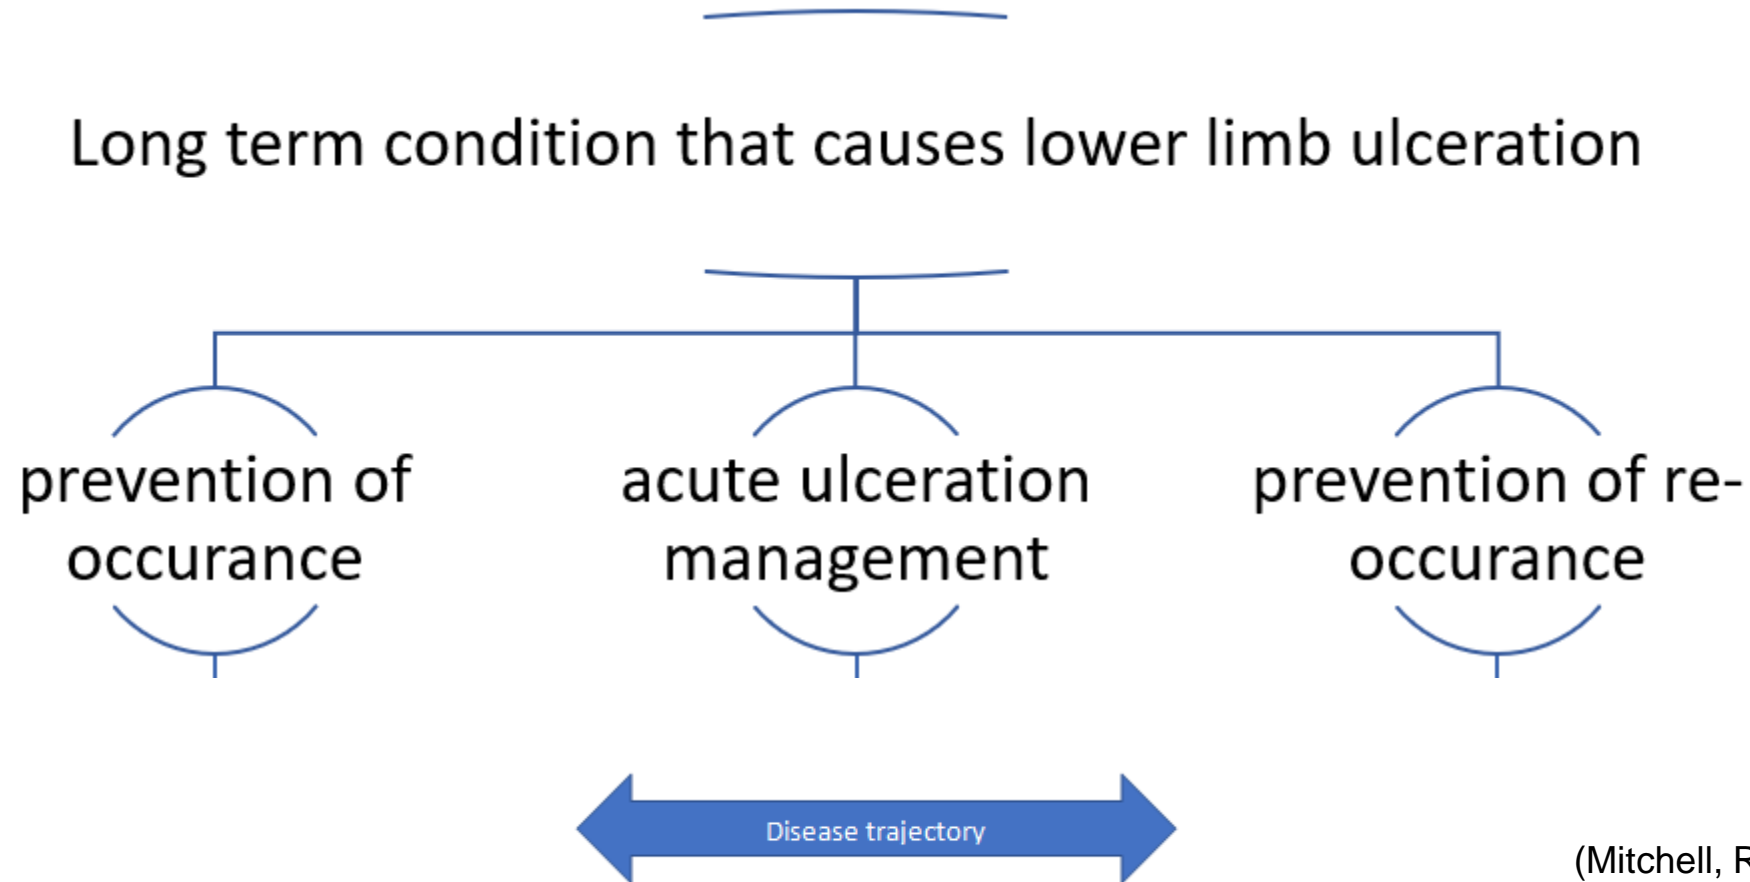 Long term condition that causes lower limb ulceration
prevention of
occurance
acute ulceration
management
prevention of re-
occurance
Disease trajectory
(Mitchell, R